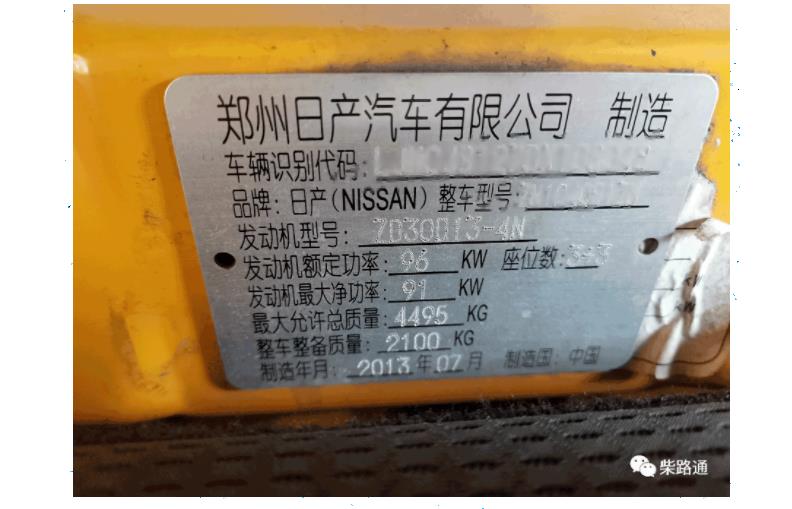 郑州日产汽车有限公司 制造
车辆识别代码:
品牌: 日产(NISSAN) 整车型号:
发动机型号: ZD30D13-4N
发动机额定功率: 96 KW 座位数: 3+3
发动机最大净功率: 91 KW
最大允许总质量: 4495 KG
整车整备质量: 2100 KG
制造年月: 2013 年 07 月 制造国: 中国
柴路通